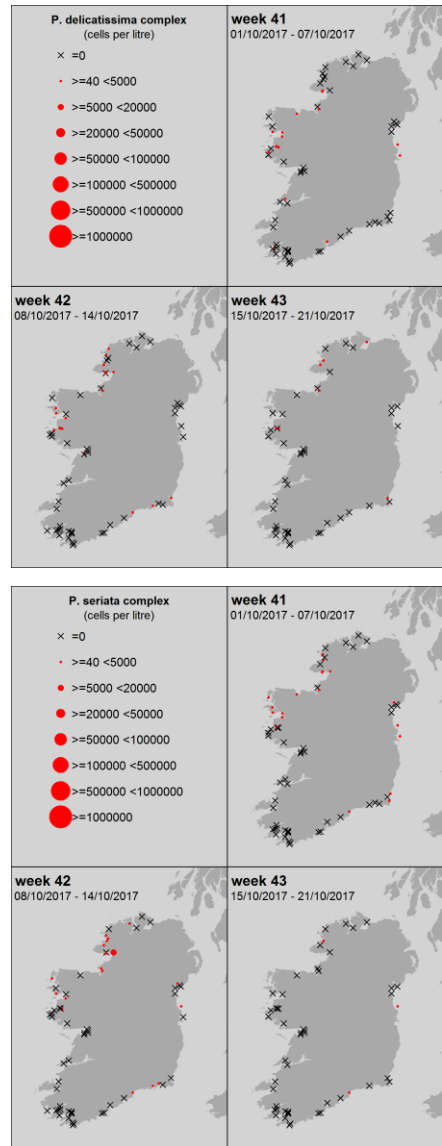 P. delicatissima complex
(cells per litre)
=0
>=40 <5000
>=5000 <20000
>=20000 <50000
>=50000 <100000
>=100000 <500000
>=500000 <1000000
>=1000000
week 41
01/10/2017 - 07/10/2017
week 42
08/10/2017 - 14/10/2017
week 43
15/10/2017 - 21/10/2017
P. seriata complex
(cells per litre)
=0
>=40 <5000
>=5000 <20000
>=20000 <50000
>=50000 <100000
>=100000 <500000
>=500000 <1000000
>=1000000
week 41
01/10/2017 - 07/10/2017
week 42
08/10/2017 - 14/10/2017
week 43
15/10/2017 - 21/10/2017